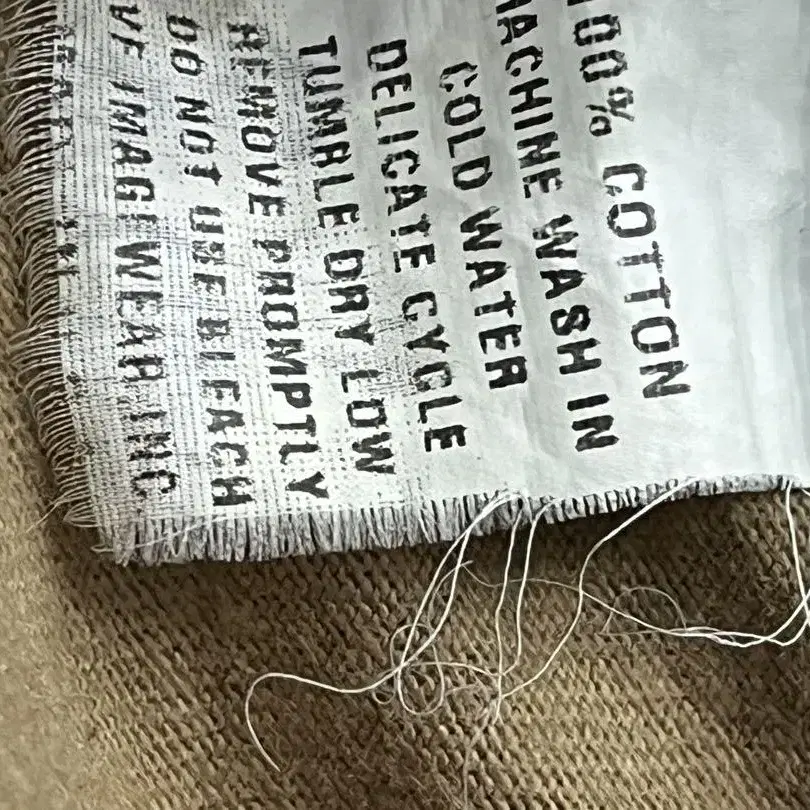 100% COTTON
MACHINE WASH IN
COLD WATER
DELICATE CYCLE
TUMBLE DRY LOW
REMOVE PROMPTLY
DO NOT USE BLEACH
IMAGEWEAR INC